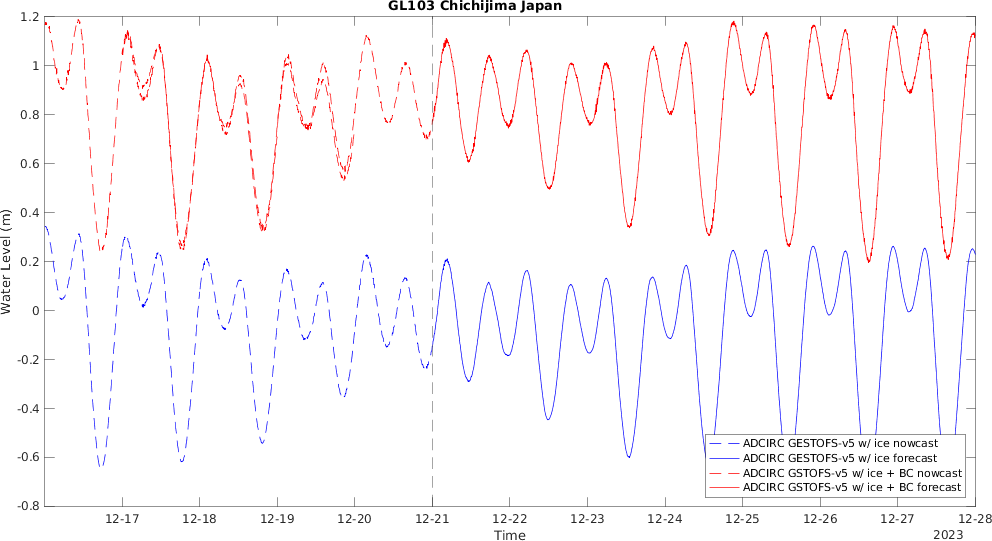 GL103 Chichijima Japan
Water Level (m)
1.2
1
0.8
0.6
0.4
0.2
0
-0.2
-0.4
-0.6
-0.8
ADCIRC GESTOFS-v5 w/ ice nowcast
ADCIRC GESTOFS-v5 w/ ice forecast
ADCIRC GSTOFS-v5 w/ ice + BC nowcast
ADCIRC GSTOFS-v5 w/ ice + BC forecast
12-17 12-18 12-19 12-20 12-21 12-22 12-23 12-24 12-25 12-26 12-27 12-28
Time
2023